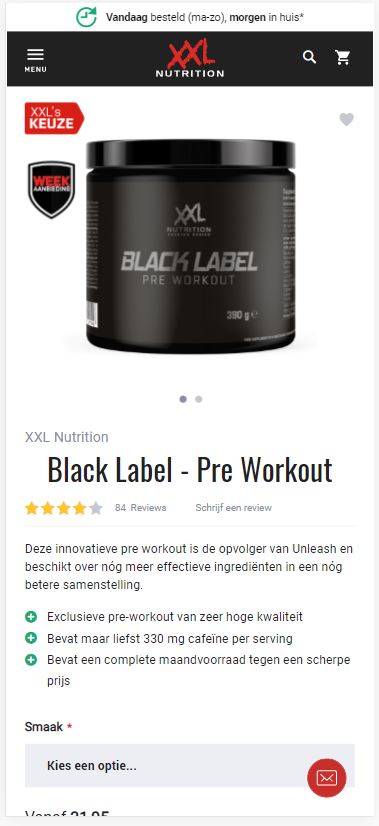 Vandaag besteld (ma-zo), morgen in huis*
MENU
XXL
NUTRITION
XXL's
KEUZE
WEEK
AANBIEDING
XXL
NUTRITION
BLACK LABEL
PRE WORKOUT
390 g e
XXL Nutrition
Black Label - Pre Workout
84 Reviews
Schrijf een review
Deze innovatieve pre workout is de opvolger van Unleash en
beschikt over nóg meer effectieve ingrediënten in een nóg
betere samenstelling.
Exclusieve pre-workout van zeer hoge kwaliteit
Bevat maar liefst 330 mg cafeïne per serving
Bevat een complete maandvoorraad tegen een scherpe
prijs
Smaak *
Kies een optie...
Vanaf 31,95